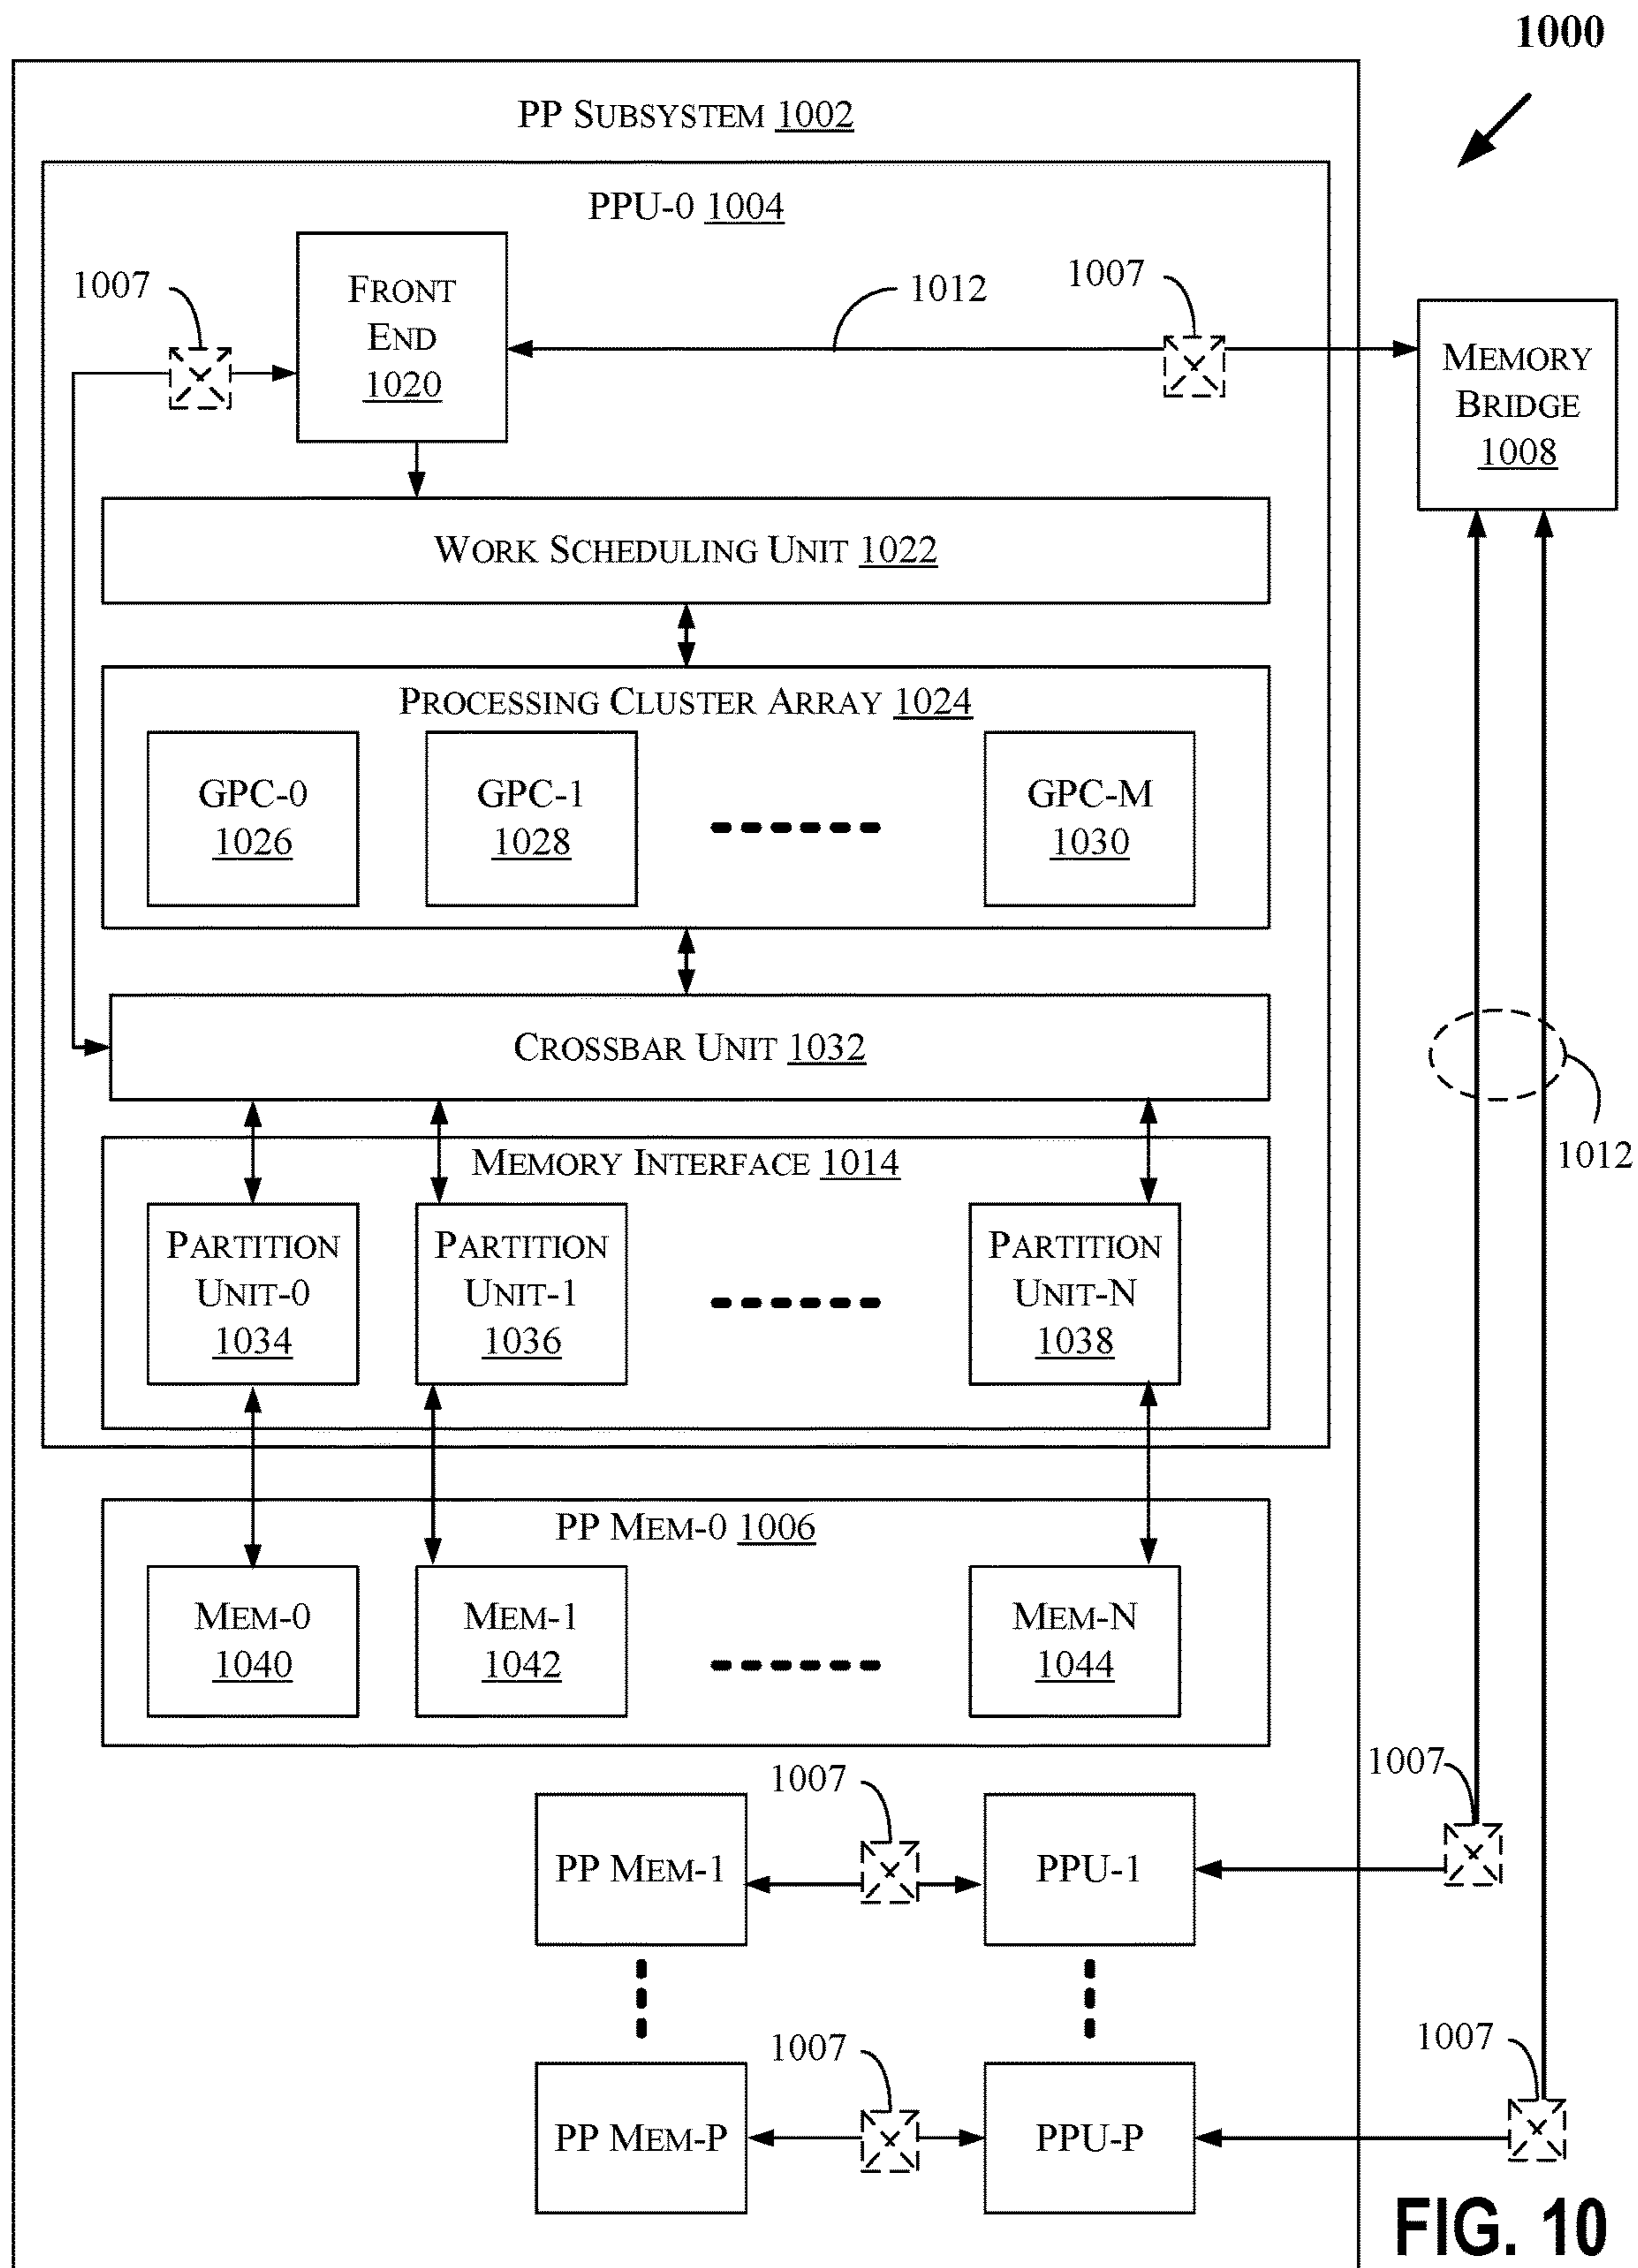 1000
PP SUBSYSTEM 1002
PPU-0 1004
1007
FRONT
END
1020
1012
1007
MEMORY
BRIDGE
1008
WORK SCHEDULING UNIT 1022
PROCESSING CLUSTER ARRAY 1024
GPC-0
1026
GPC-1
1028
GPC-M
1030
CROSSBAR UNIT 1032
1012
MEMORY INTERFACE 1014
PARTITION
UNIT-0
1034
PARTITION
UNIT-1
1036
PARTITION
UNIT-N
1038
PP MEM-0 1006
MEM-0
1040
MEM-1
1042
MEM-N
1044
1007
1007
PP MEM-1
PPU-1
1007
1007
PP MEM-P
PPU-P
FIG. 10